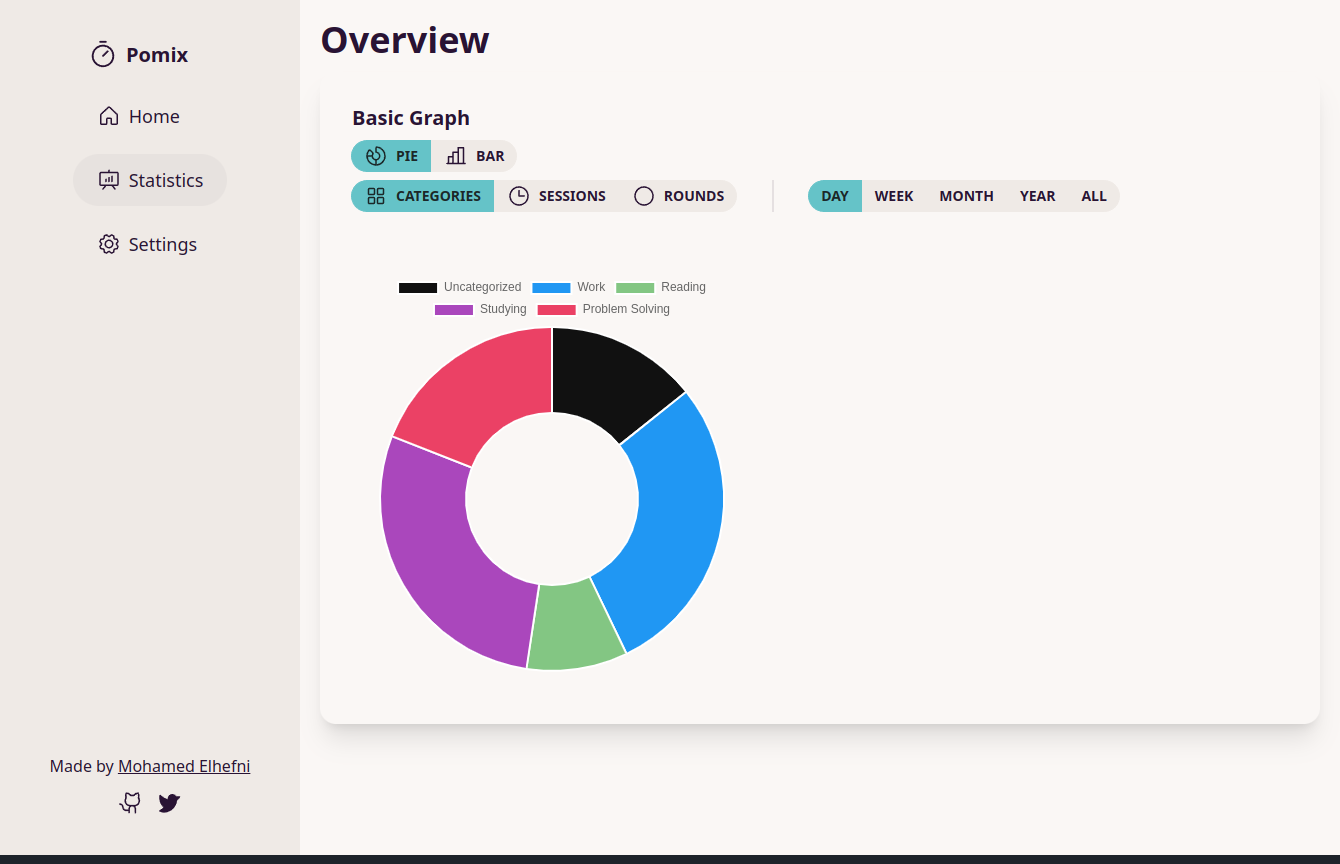 Pomix
Home
Statistics
Settings
Made by Mohamed Elhefni
Overview
Basic Graph
PIE BAR
CATEGORIES SESSIONS ROUNDS DAY WEEK MONTH YEAR ALL
Uncategorized Work Reading
Studying Problem Solving